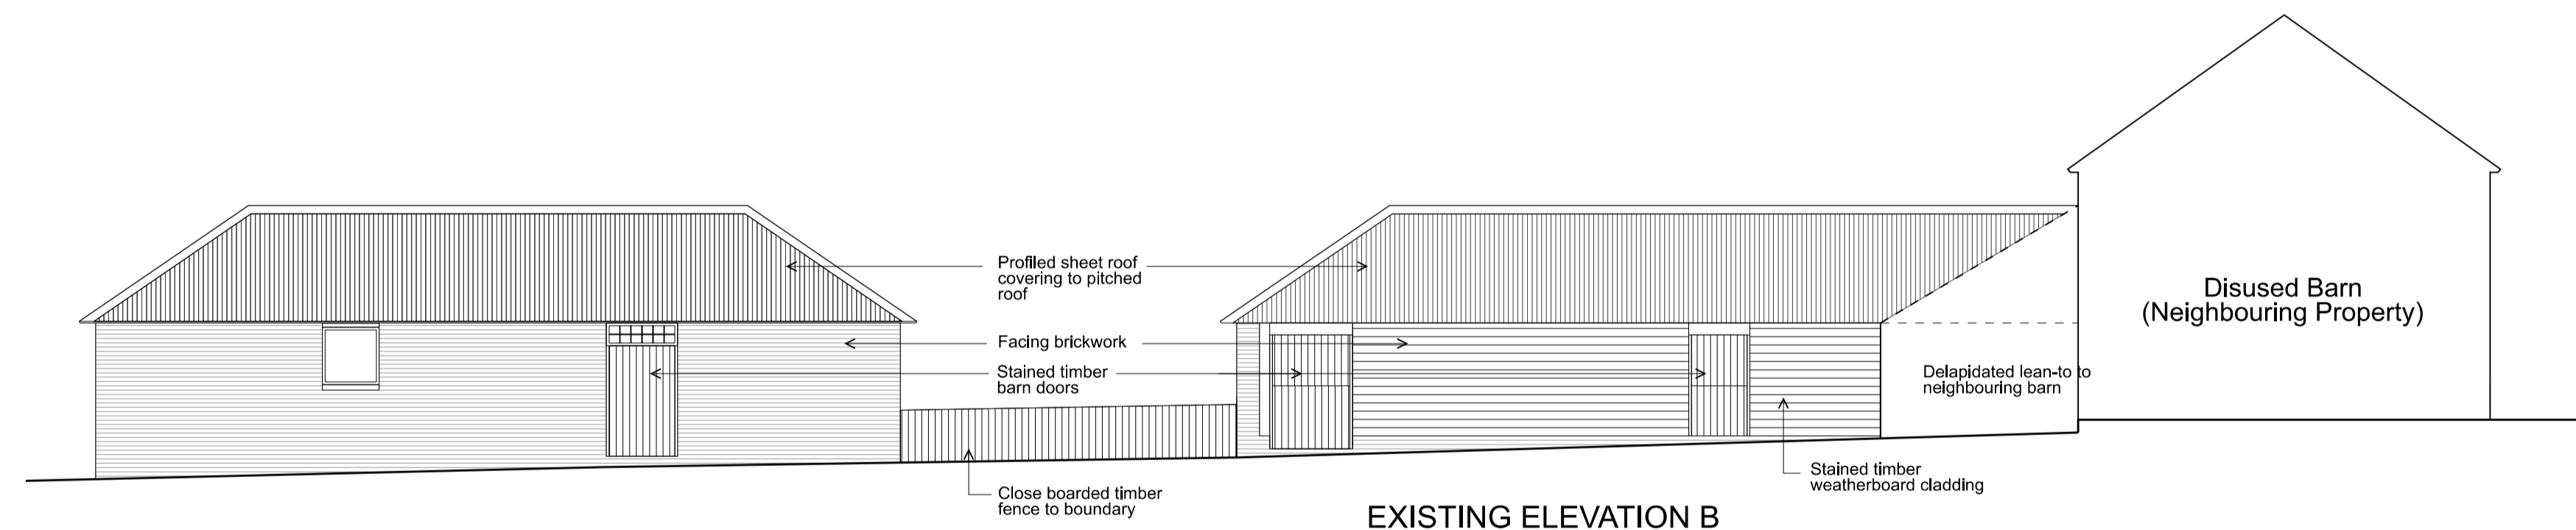 Profiled sheet roof
covering to pitched
roof
Facing brickwork
Stained timber
barn doors
Close boarded timber
fence to boundary
Disused Barn
(Neighbouring Property)
Delapidated lean-to to
neighbouring barn
Stained timber
weatherboard cladding
EXISTING ELEVATION B